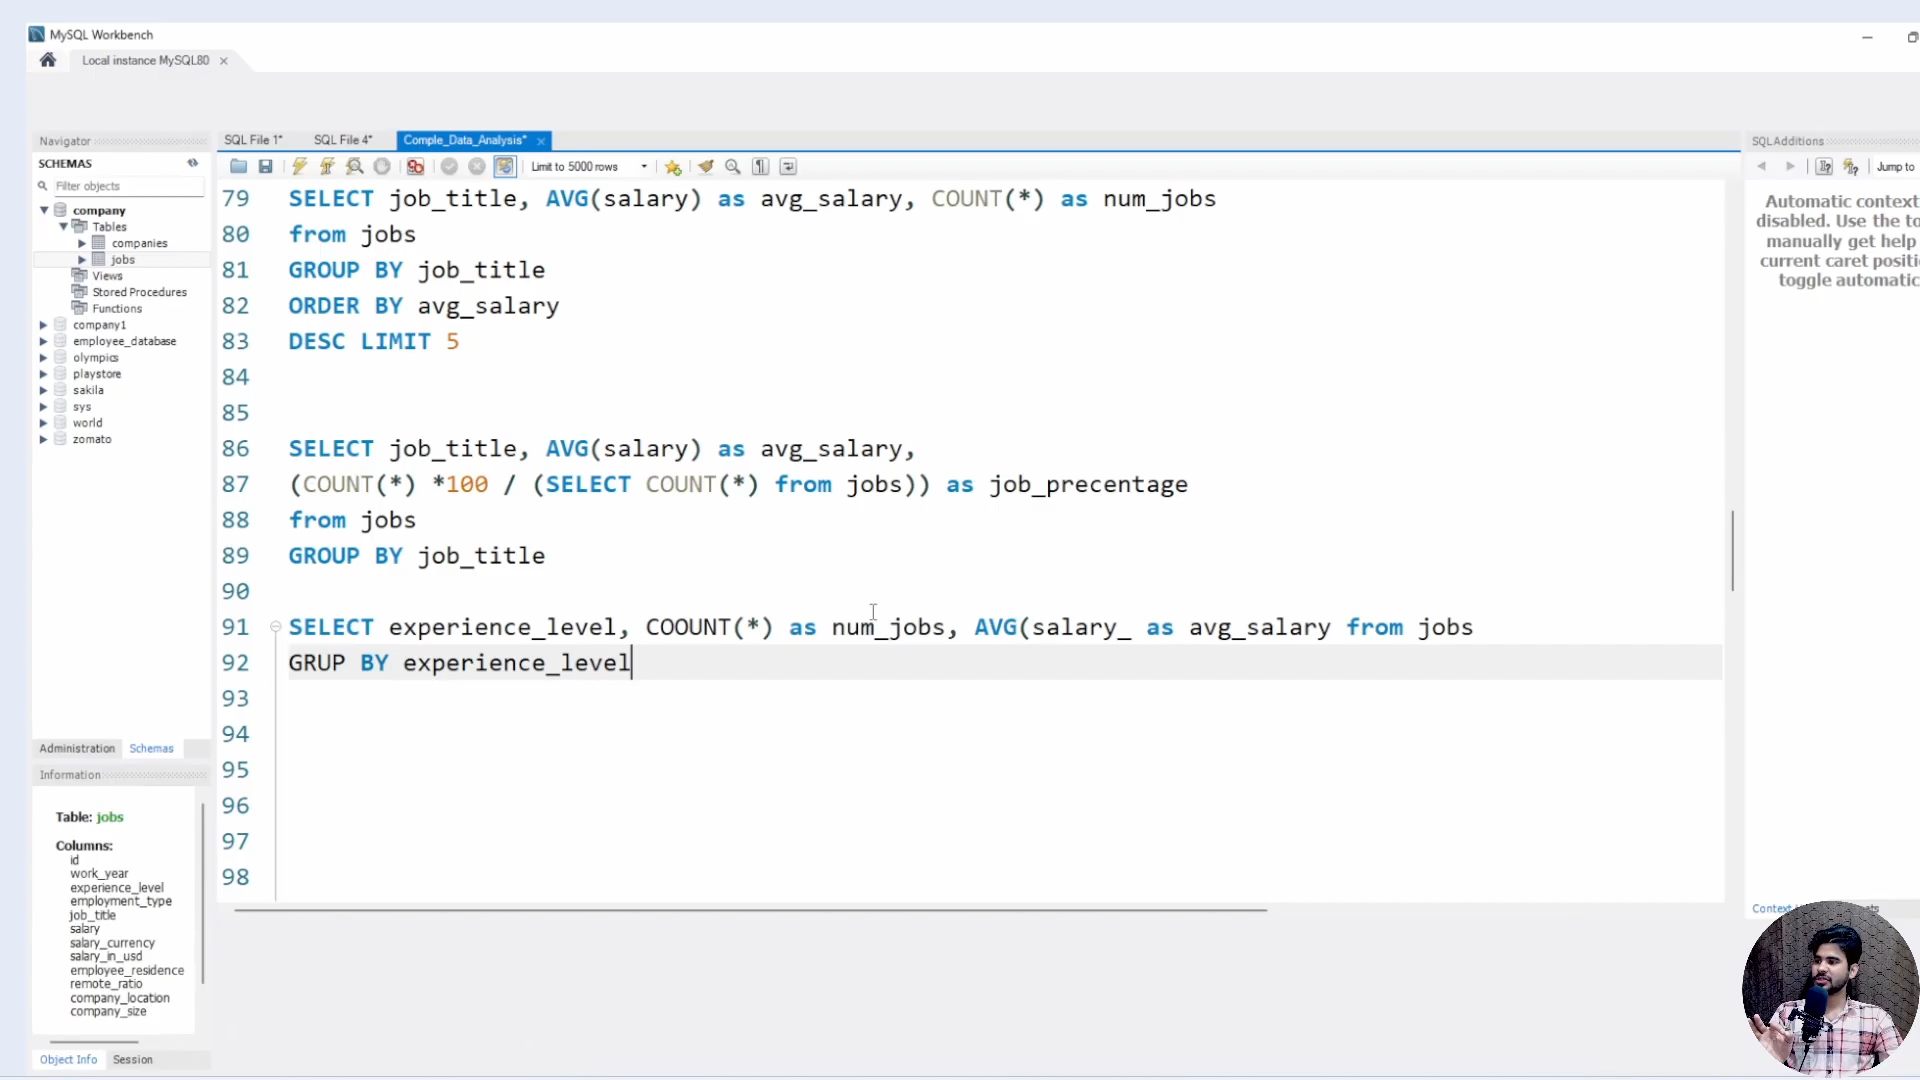 MySQL Workbench
Local instance MySQL80
Navigator
SCHEMAS
Filter objects
company
Tables
companies
jobs
Views
Stored Procedures
Functions
company1
employee_database
olympics
playstore
sakila
sys
world
zomato
Administration Schemas
Information
Table: jobs
Columns:
id
work_year
experience_level
employment_type
job_title
salary
salary_currency
salary_in_usd
employee_residence
remote_ratio
company_location
company_size
Object Info Session
SQL File 1* SQL File 4* Comple_Data_Analysis*
Limit to 5000 rows
79 SELECT job_title, AVG(salary) as avg_salary, COUNT(*) as num_jobs
80 from jobs
81 GROUP BY job_title
82 ORDER BY avg_salary
83 DESC LIMIT 5
84
85
86 SELECT job_title, AVG(salary) as avg_salary,
87 (COUNT(*) *100 / (SELECT COUNT(*) from jobs)) as job_precentage
88 from jobs
89 GROUP BY job_title
90
91 SELECT experience_level, COOUNT(*) as num_jobs, AVG(salary_ as avg_salary from jobs
92 GRUP BY experience_level
93
94
95
96
97
98
SQLAdditions
Jump to
Automatic context
disabled. Use the to
manually get help
current caret positi
toggle automatic
Context